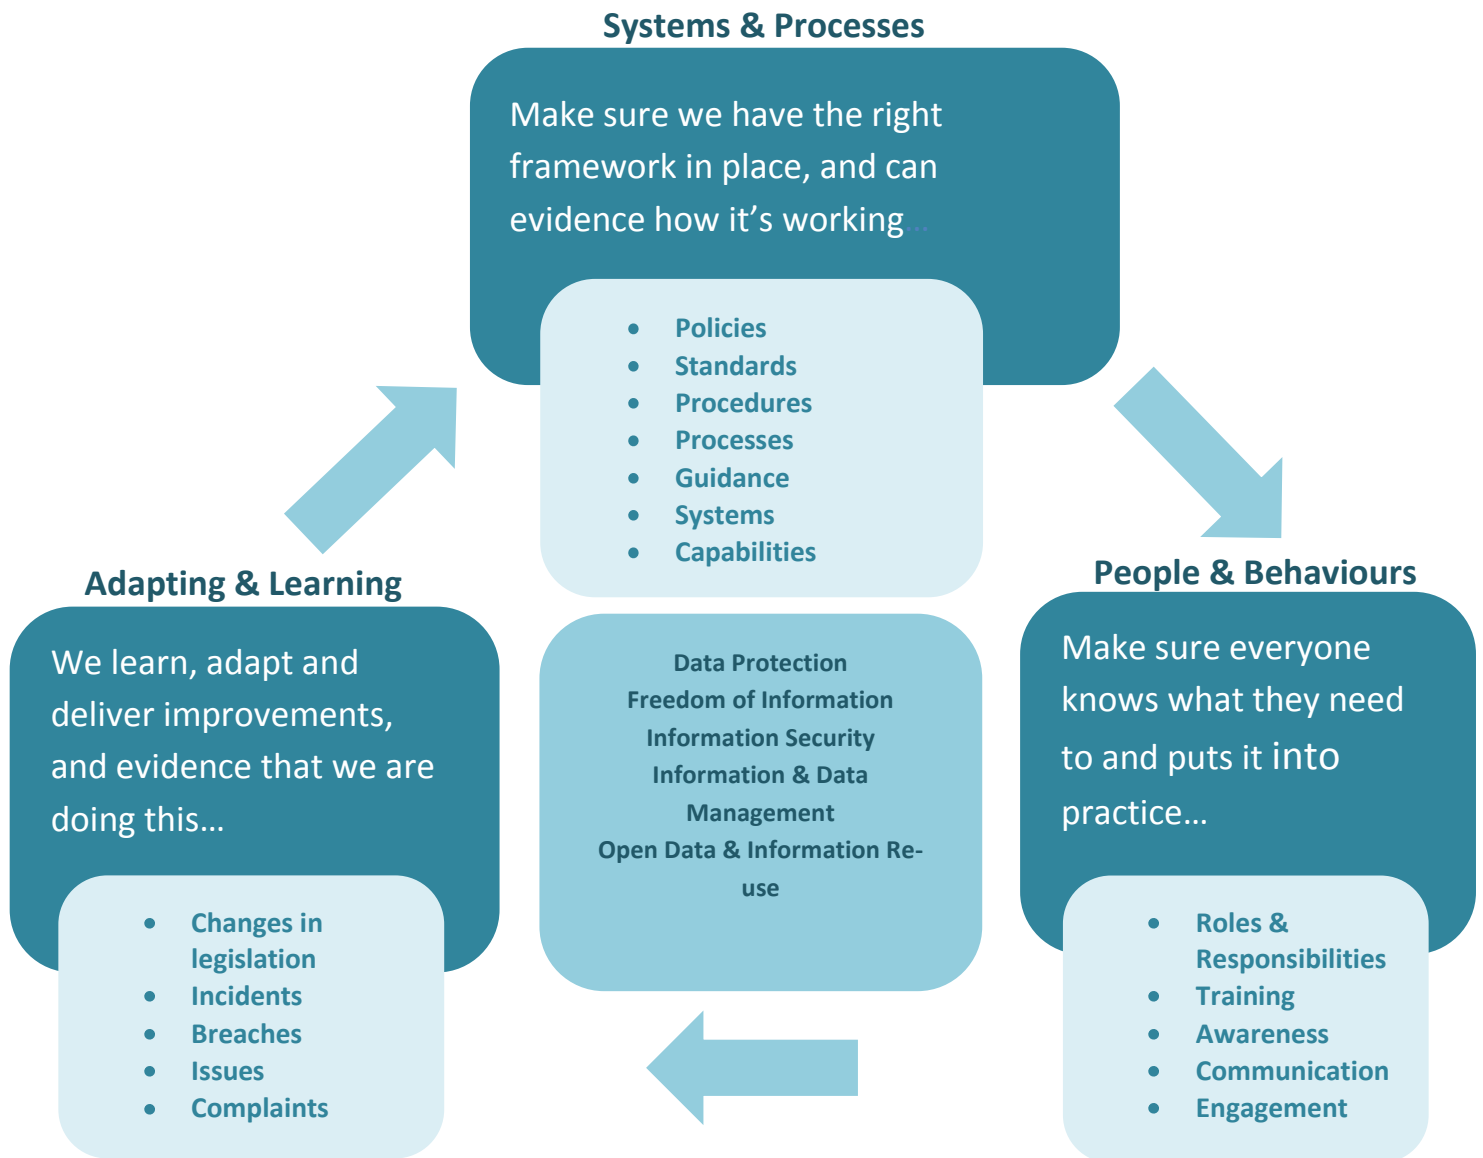 Systems & Processes
Make sure we have the right
framework in place, and can
evidence how it’s working...
• Policies
• Standards
• Procedures
• Processes
• Guidance
• Systems
• Capabilities
People & Behaviours
Make sure everyone
knows what they need
to and puts it into
practice…
• Roles &
Responsibilities
• Training
• Awareness
• Communication
• Engagement
Adapting & Learning
We learn, adapt and
deliver improvements,
and evidence that we are
doing this…
• Changes in
legislation
• Incidents
• Breaches
• Issues
• Complaints
Data Protection
Freedom of Information
Information Security
Information & Data
Management
Open Data & Information Re-
use